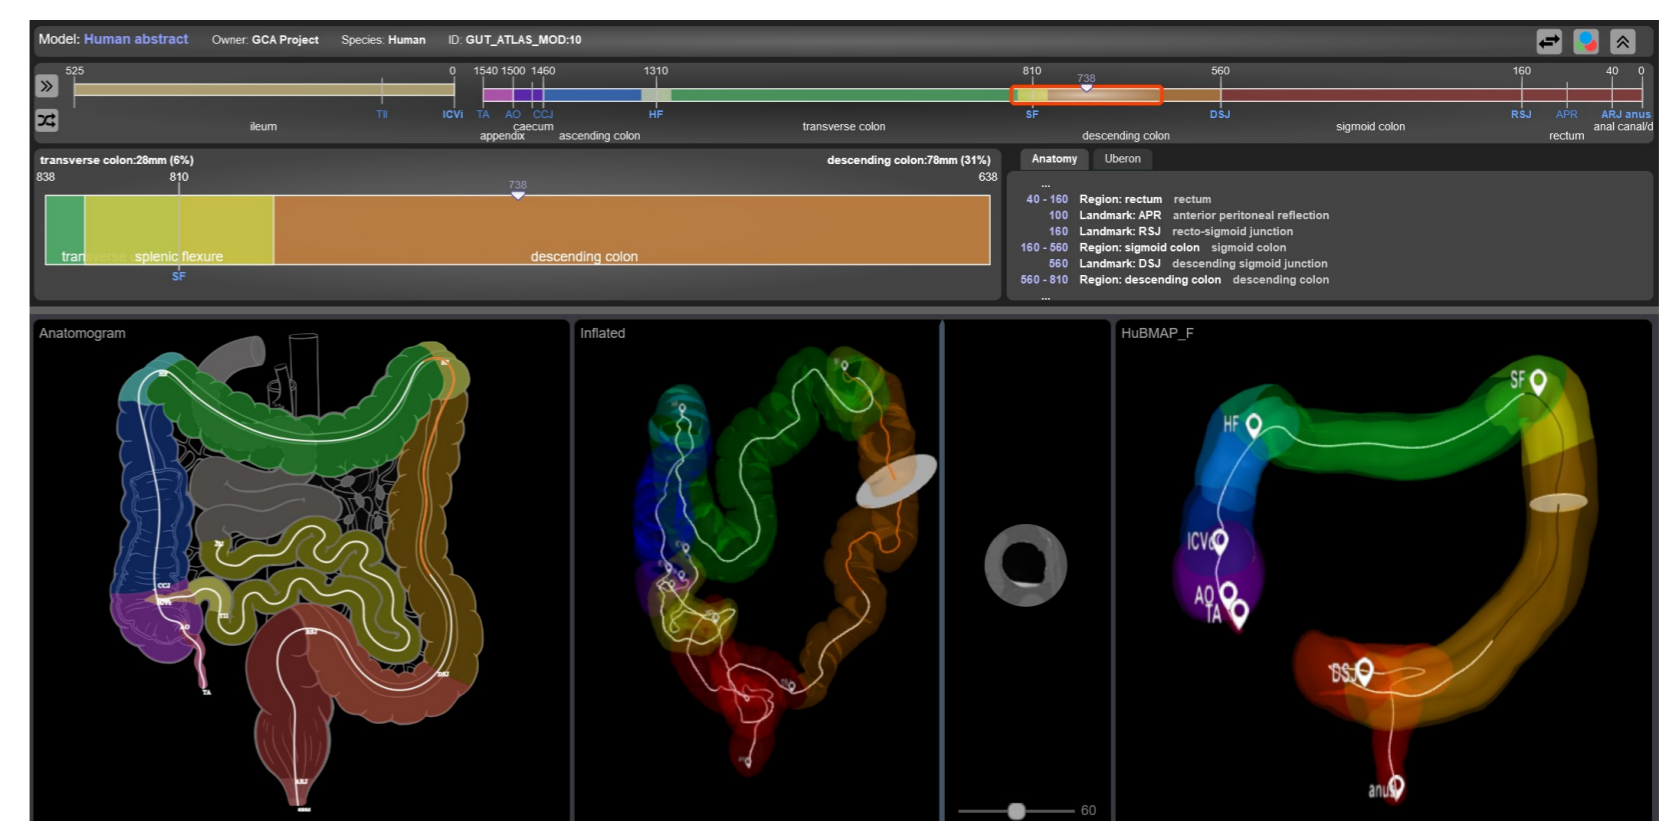 Model: Human abstract Owner: GCA Project Species: Human ID: GUT_ATLAS_MOD:10
525 0 1540 1500 1460 1310 810 738 560 160 40 0
TII ICVi TA AO CCJ HF SF DSJ RSJ APR ARJ anus
ileum appendix caecum ascending colon transverse colon descending colon sigmoid colon rectum anal canal/d
transverse colon:28mm (6%) descending colon:78mm (31%)
838 810 738 638
splenic flexure descending colon
SF
Anatomy Uberon
...
40 - 160 Region: rectum rectum
100 Landmark: APR anterior peritoneal reflection
160 Landmark: RSJ recto-sigmoid junction
160 - 560 Region: sigmoid colon sigmoid colon
560 Landmark: DSJ descending sigmoid junction
560 - 810 Region: descending colon descending colon
...
Anatomogram
CCJ
AO
TA
DSJ
Inflated
60
HuBMAP_F
SF
HF
ICVc
AO
TA
DSJ
anus